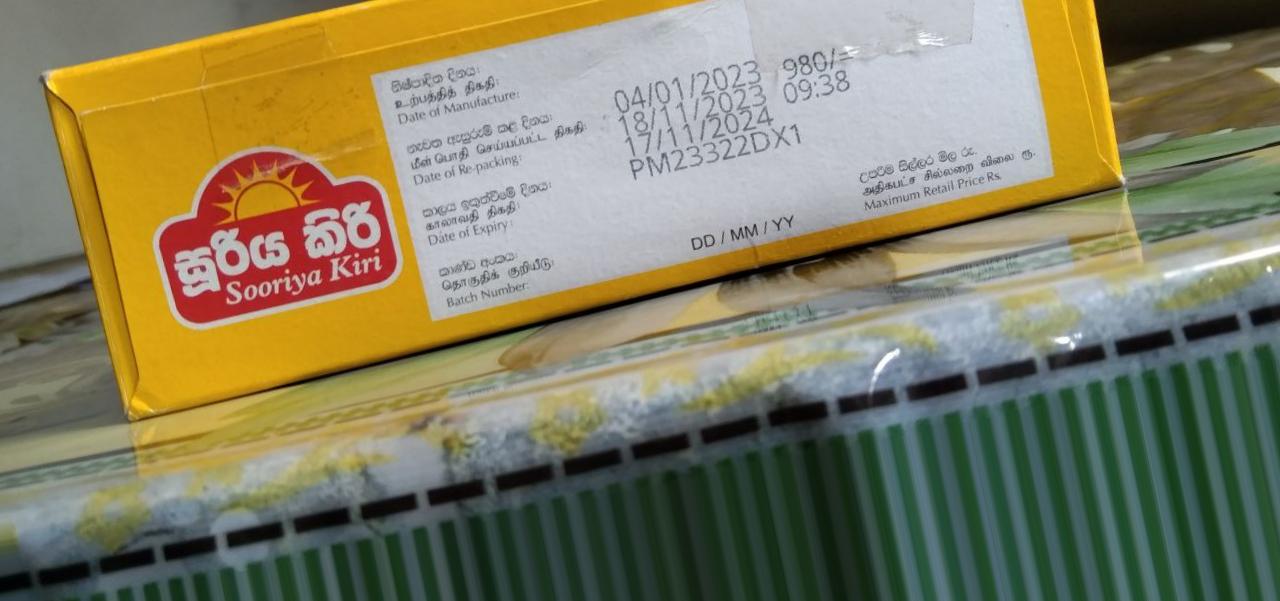 සූරිය කිරි
Sooriya Kiri
නිෂ්පාදිත දිනය:
உற்பத்தித் திகதி:
Date of Manufacture:
නැවත ඇසුරුම් කළ දිනය:
மீள் பொதி செய்யப்பட்ட திகதி:
Date of Re-packing:
කාලය ඉකුත්වීමේ දිනය:
காலாவதி திகதி:
Date of Expiry:
කාණ්ඩ අංකය:
தொகுதிக் குறியீடு:
Batch Number:
04/01/2023 980/=
18/11/2023 09:38
17/11/2024
PM23322DX1
DD / MM / YY
උපරිම සිල්ලර මිල රු.
அதிகபட்ச சில்லறை விலை ரூ.
Maximum Retail Price Rs.